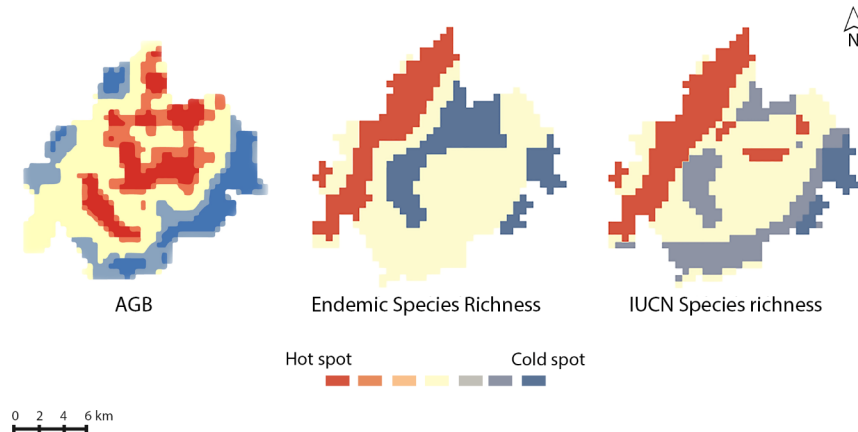 N
AGB
Endemic Species Richness
IUCN Species richness
Hot spot
Cold spot
0 2 4 6 km